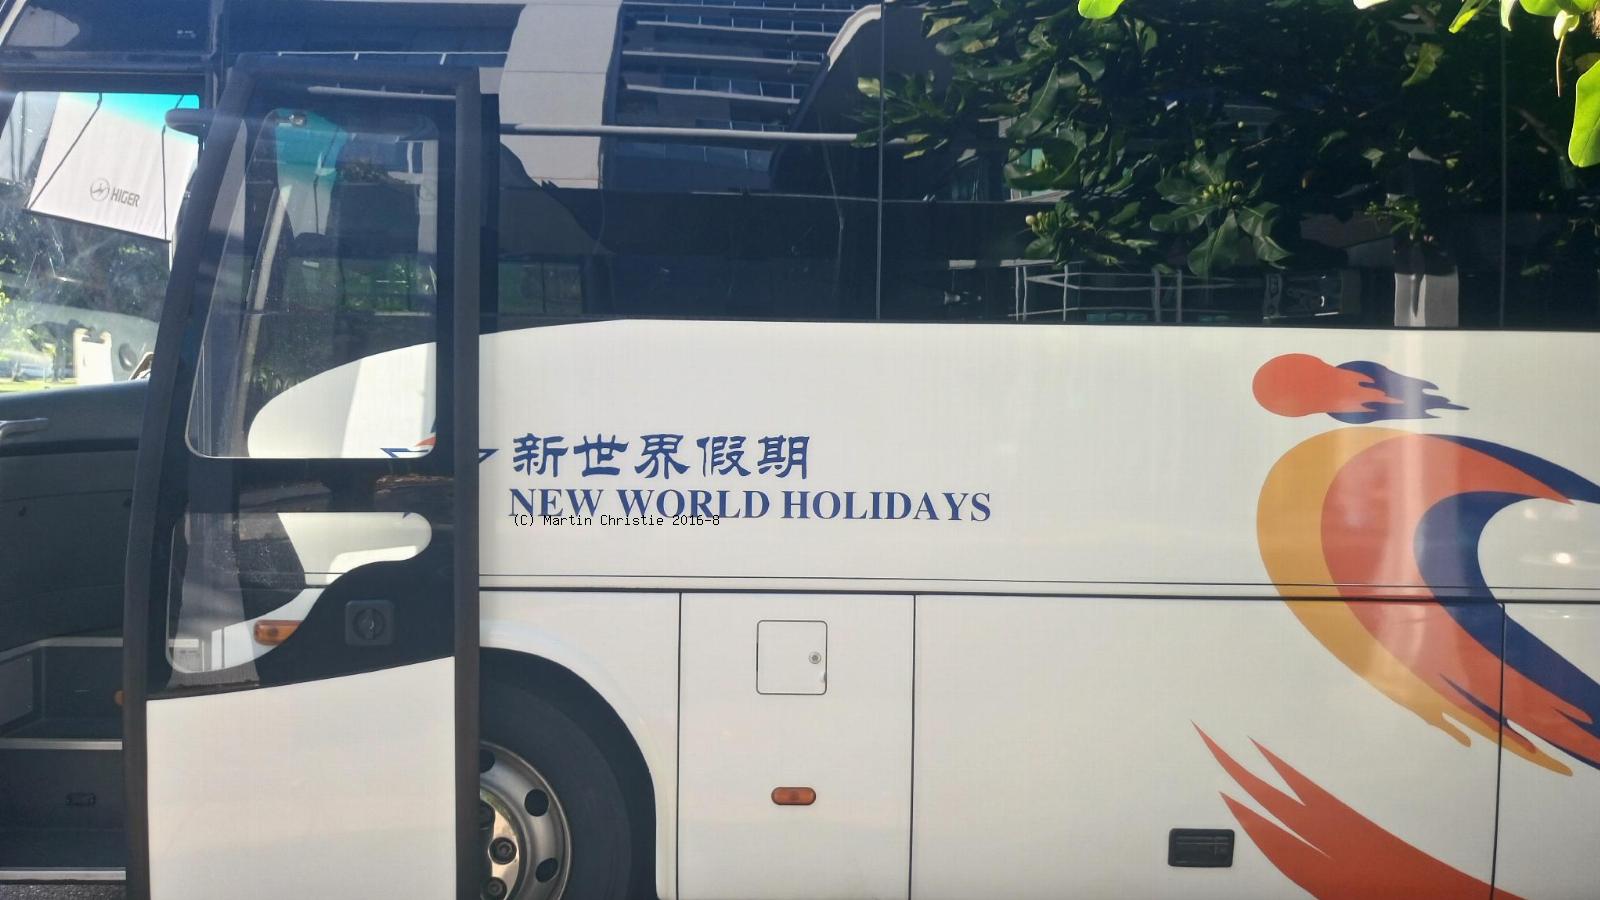 HIGER
新世界假期
NEW WORLD HOLIDAYS
(C) Martin Christie 2016-8